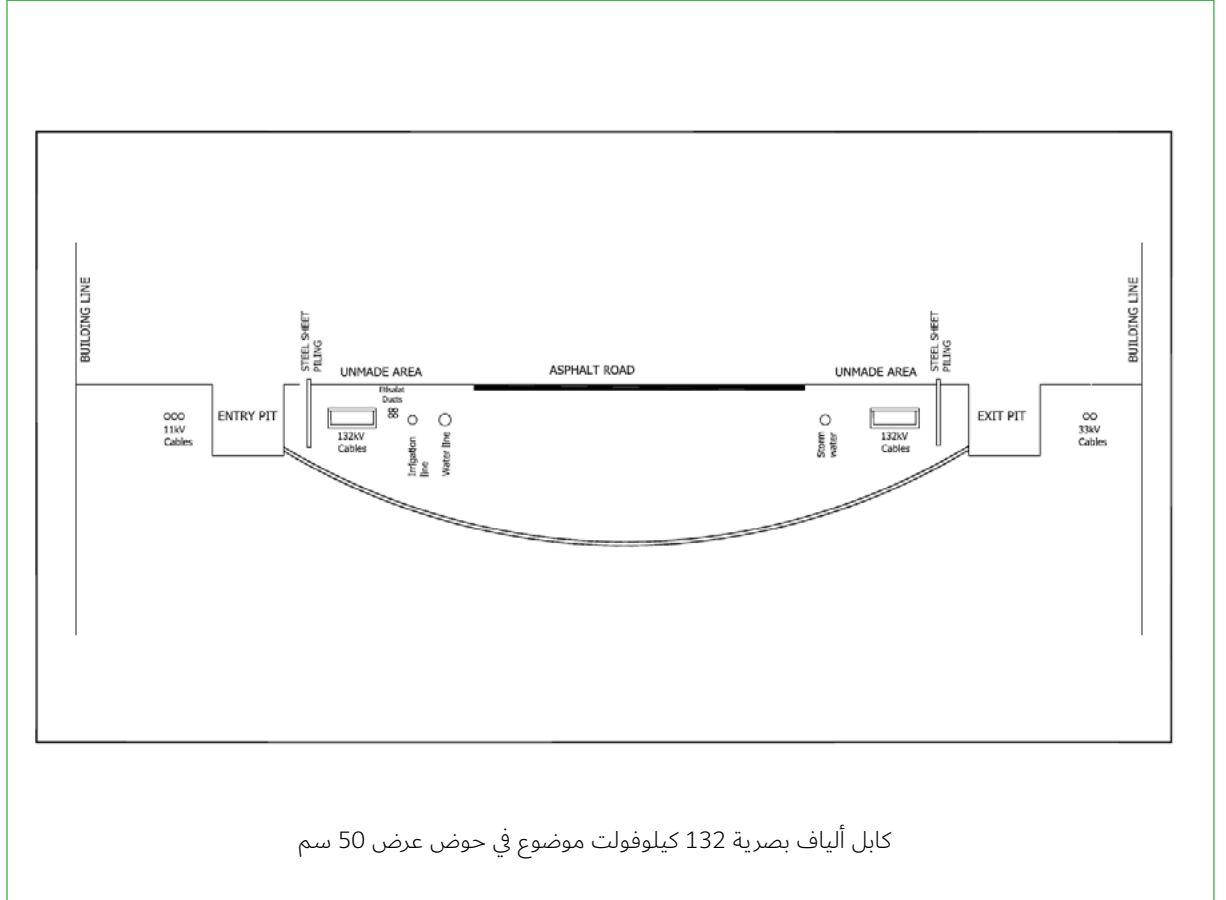 BUILDING LINE
BUILDING LINE
STEEL SHEET
PILING
STEEL SHEET
PILING
UNMADE AREA
ASPHALT ROAD
UNMADE AREA
Etisalat
Ducts
ENTRY PIT
EXIT PIT
11kV
Cables
132kV
Cables
Irrigation
line
Water line
Storm
water
132kV
Cables
33kV
Cables
كابل ألياف بصرية 132 كيلوفولت موضوع في حوض عرض 50 سم